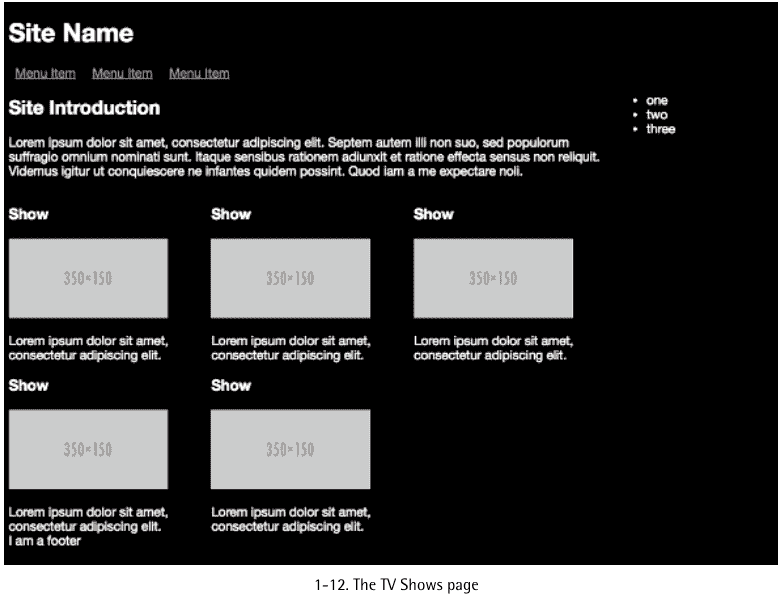 Site Name
Menu Item Menu Item Menu Item
Site Introduction
Lorem ipsum dolor sit amet, consectetur adipiscing elit. Septem autem illi non suo, sed populorum
suffragio omnium nominati sunt. Itaque sensibus rationem adiunxit et ratione effecta sensus non reliquit.
Videmus igitur ut conquiescere ne infantes quidem possint. Quod iam a me expectare noli.
one
two
three
Show
350×150
Lorem ipsum dolor sit amet,
consectetur adipiscing elit.
Show
350×150
Lorem ipsum dolor sit amet,
consectetur adipiscing elit.
Show
350×150
Lorem ipsum dolor sit amet,
consectetur adipiscing elit.
Show
350×150
Lorem ipsum dolor sit amet,
consectetur adipiscing elit.
Show
350×150
Lorem ipsum dolor sit amet,
consectetur adipiscing elit.
I am a footer
1-12. The TV Shows page